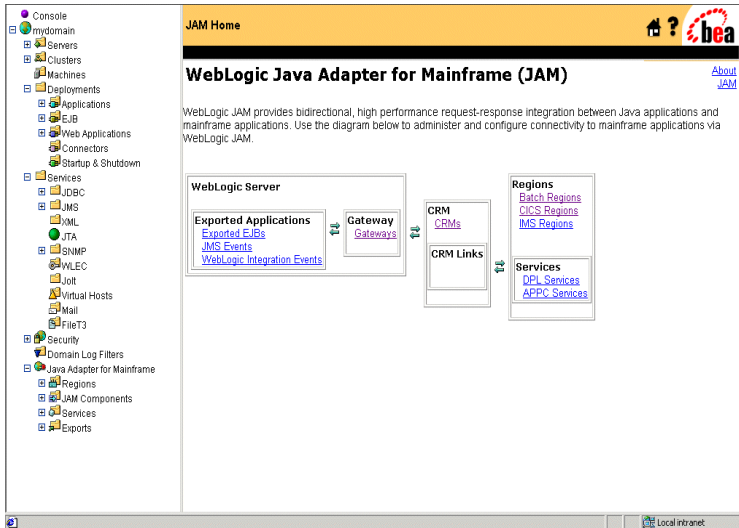 Console
mydomain
Servers
Clusters
Machines
Deployments
Applications
EJB
Web Applications
Connectors
Startup & Shutdown
Services
JDBC
JMS
XML
JTA
SNMP
WLEC
Jolt
Virtual Hosts
Mail
FileT3
Security
Domain Log Filters
Java Adapter for Mainframe
Regions
JAM Components
Services
Exports
JAM Home
?
bea
WebLogic Java Adapter for Mainframe (JAM)
About
JAM
WebLogic JAM provides bidirectional, high performance request-response integration between Java applications and
mainframe applications. Use the diagram below to administer and configure connectivity to mainframe applications via
WebLogic JAM.
WebLogic Server
Exported Applications
Exported EJBs
JMS Events
WebLogic Integration Events
Gateway
Gateways
CRM
CRMs
CRM Links
Regions
Batch Regions
CICS Regions
IMS Regions
Services
DPL Services
APPC Services
Local intranet